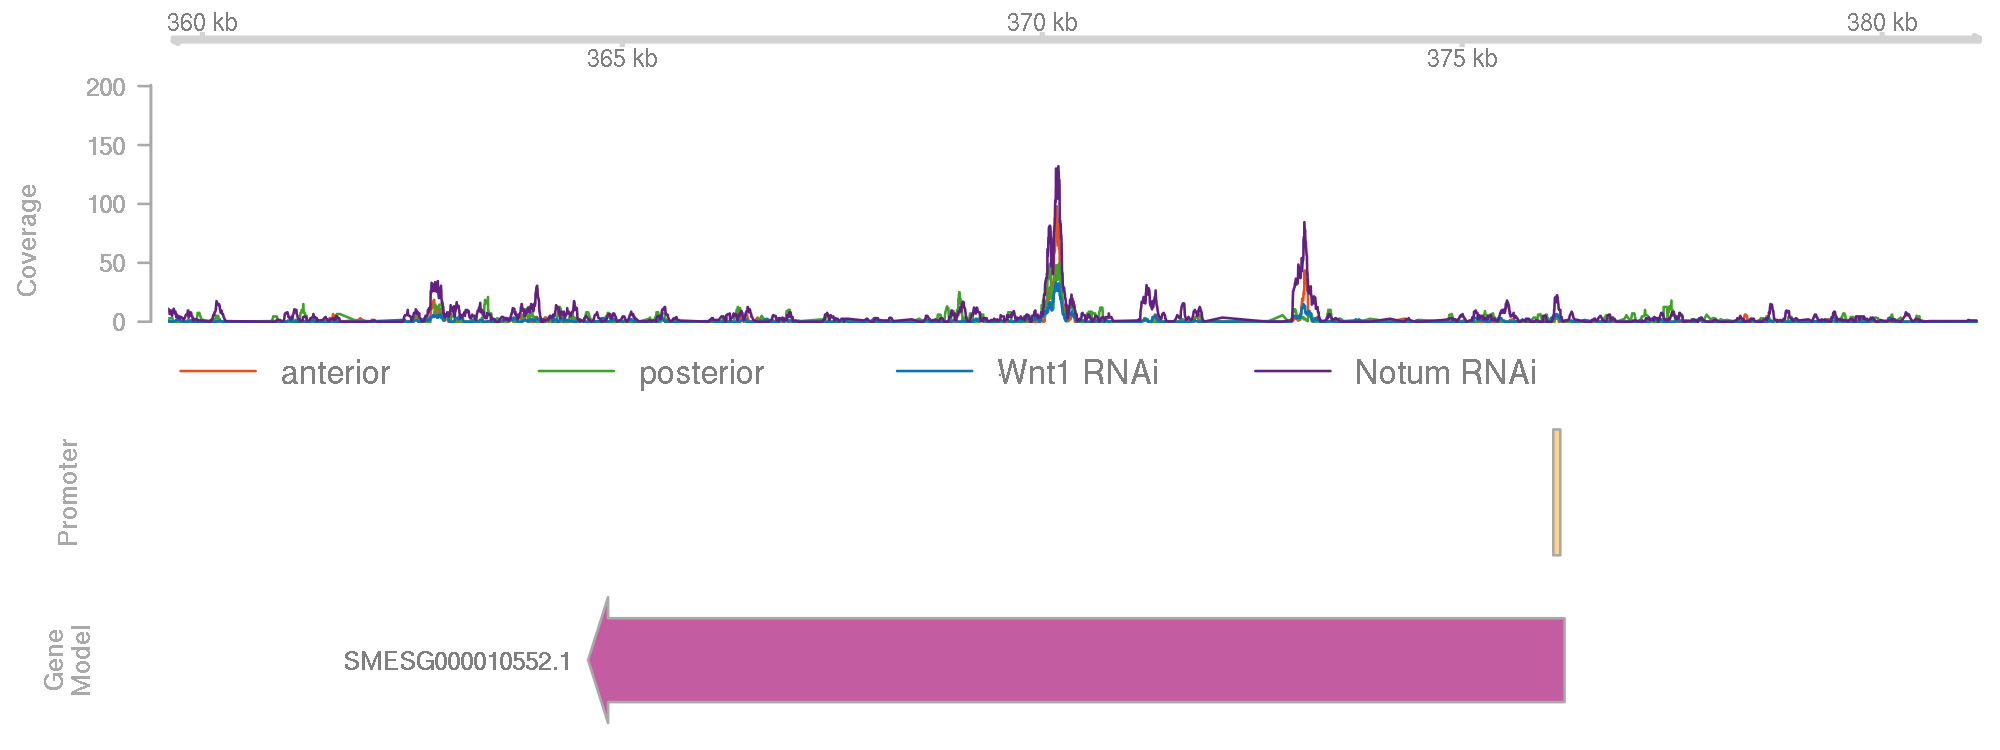 360 kb 370 kb 380 kb
365 kb 375 kb
200
150
100
50
0
Coverage
anterior posterior Wnt1 RNAi Notum RNAi
Promoter
Gene
Model
SMESG000010552.1